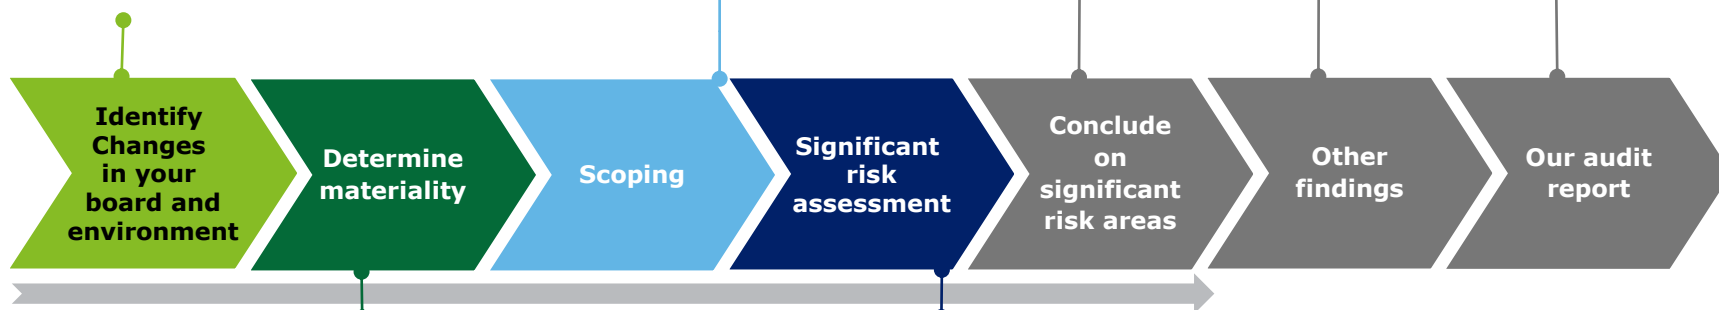 Identify
Changes
in your
board and
environment
Determine
materiality
Scoping
Significant
risk
assessment
Conclude
on
significant
risk areas
Other
findings
Our audit
report